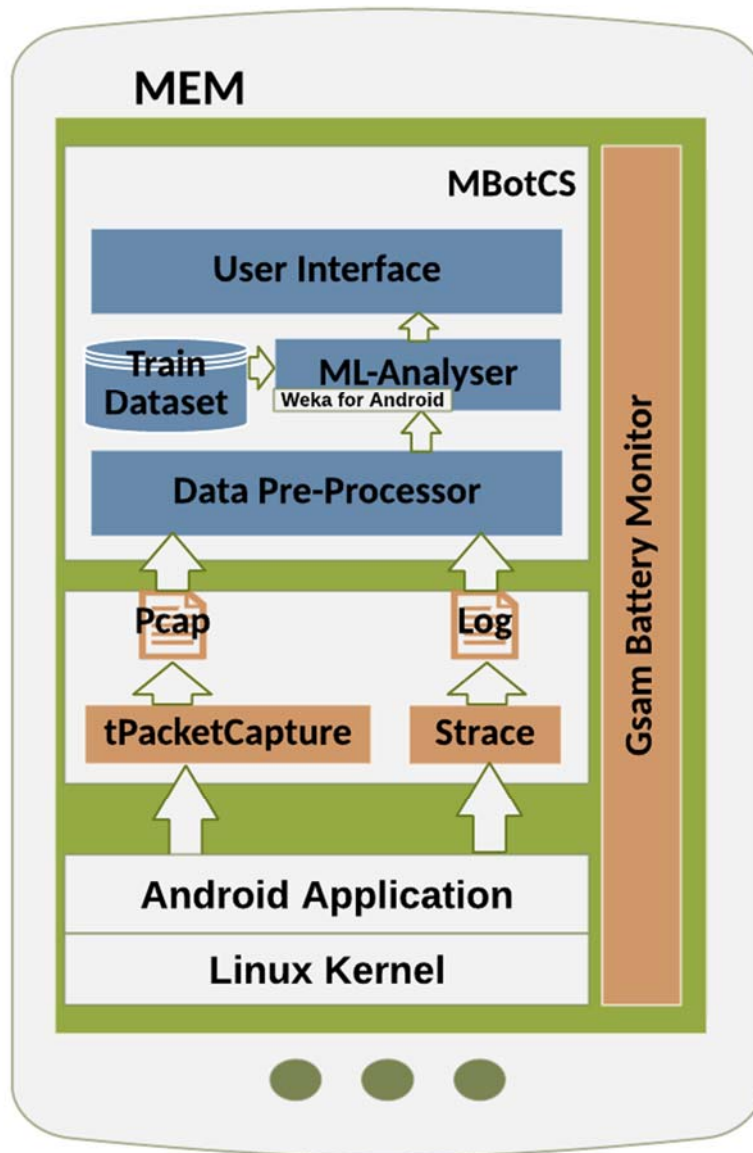 MEM
MBotCS
User Interface
Train
Dataset
ML-Analyser
Weka for Android
Data Pre-Processor
Pcap
Log
tPacketCapture
Strace
Android Application
Linux Kernel
Gsam Battery Monitor